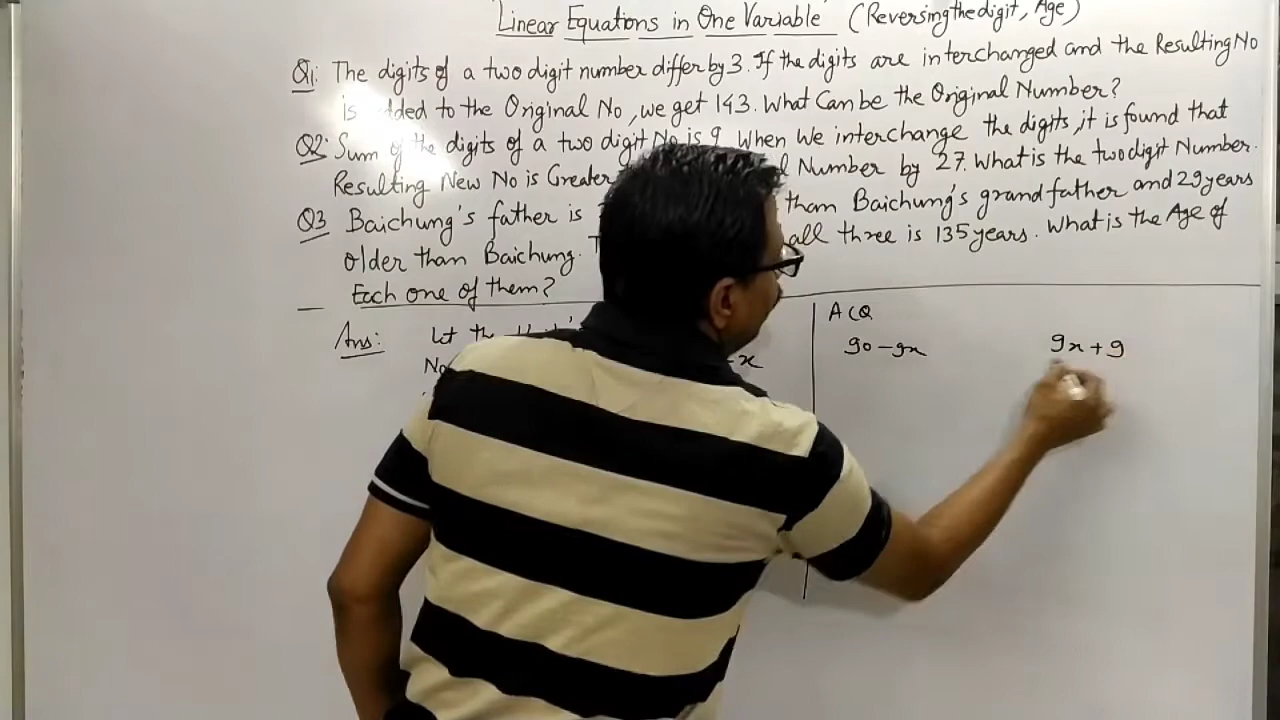 'Linear Equations in One Variable' (Reversing the digit, Age)
Q1: The digits of a two digit number differ by 3. If the digits are interchanged and the Resulting No
is added to the Original No, we get 143. What Can be the Original Number?
Q2: Sum of the digits of a two digit No is 9. When We interchange the digits, it is found that
Resulting New No is Greater Number by 27. What is the two digit Number.
Q3 Baichung's father is than Baichung's grand father and 29 years
older than Baichung. all three is 135 years. What is the Age of
Each one of them?
Ans: Let the
No -x
ACQ
90-9x 9x+9